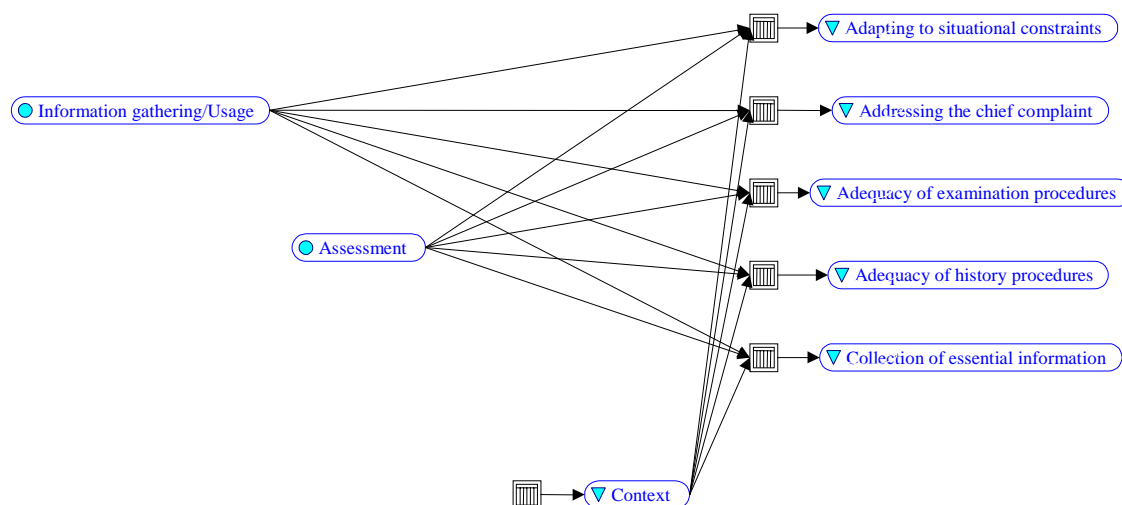 Adapting to situational constraints
Information gathering/Usage
Addressing the chief complaint
Adequacy of examination procedures
Assessment
Adequacy of history procedures
Collection of essential information
Context